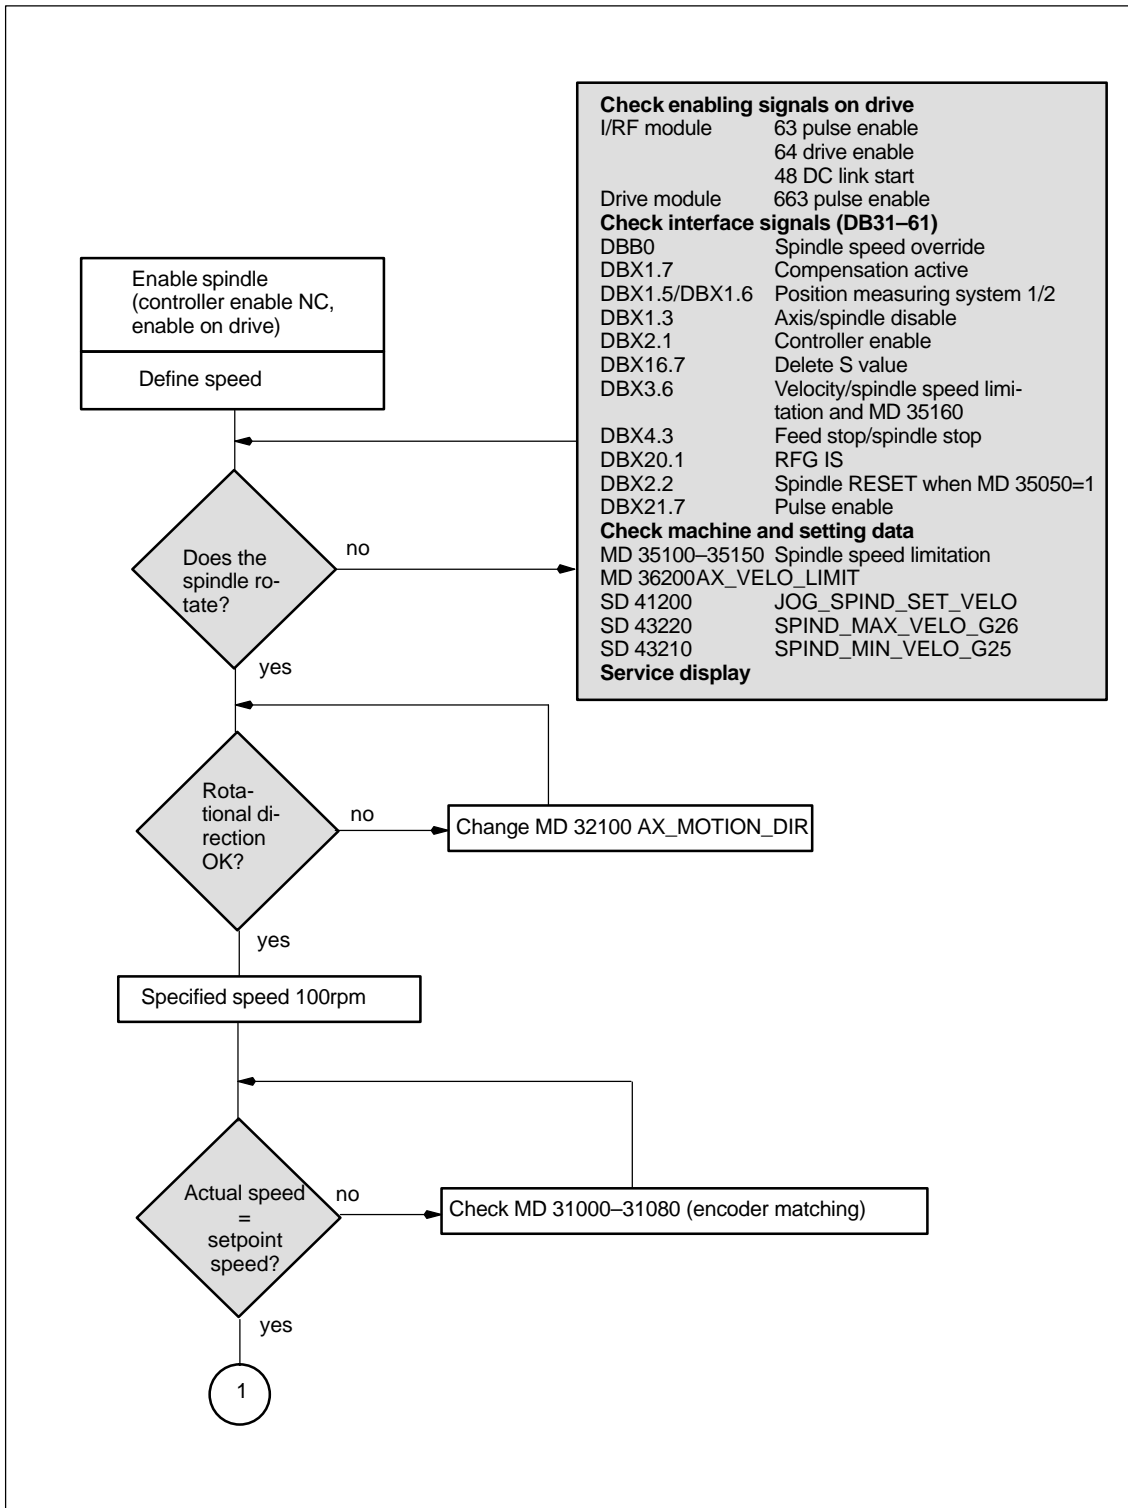 Check enabling signals on drive
I/RF module 63 pulse enable
64 drive enable
48 DC link start
Drive module 663 pulse enable
Check interface signals (DB31–61)
DBB0 Spindle speed override
DBX1.7 Compensation active
DBX1.5/DBX1.6 Position measuring system 1/2
DBX1.3 Axis/spindle disable
DBX2.1 Controller enable
DBX16.7 Delete S value
DBX3.6 Velocity/spindle speed limi-
tation and MD 35160
DBX4.3 Feed stop/spindle stop
DBX20.1 RFG IS
DBX2.2 Spindle RESET when MD 35050=1
DBX21.7 Pulse enable
Check machine and setting data
MD 35100–35150 Spindle speed limitation
MD 36200AX_VELO_LIMIT
SD 41200 JOG_SPIND_SET_VELO
SD 43220 SPIND_MAX_VELO_G26
SD 43210 SPIND_MIN_VELO_G25
Service display
Enable spindle
(controller enable NC,
enable on drive)
Define speed
Does the
spindle ro-
tate?
no
yes
Rota-
tional di-
rection
OK?
no
Change MD 32100 AX_MOTION_DIR
yes
Specified speed 100rpm
Actual speed
=
setpoint
speed?
no
Check MD 31000–31080 (encoder matching)
yes
1